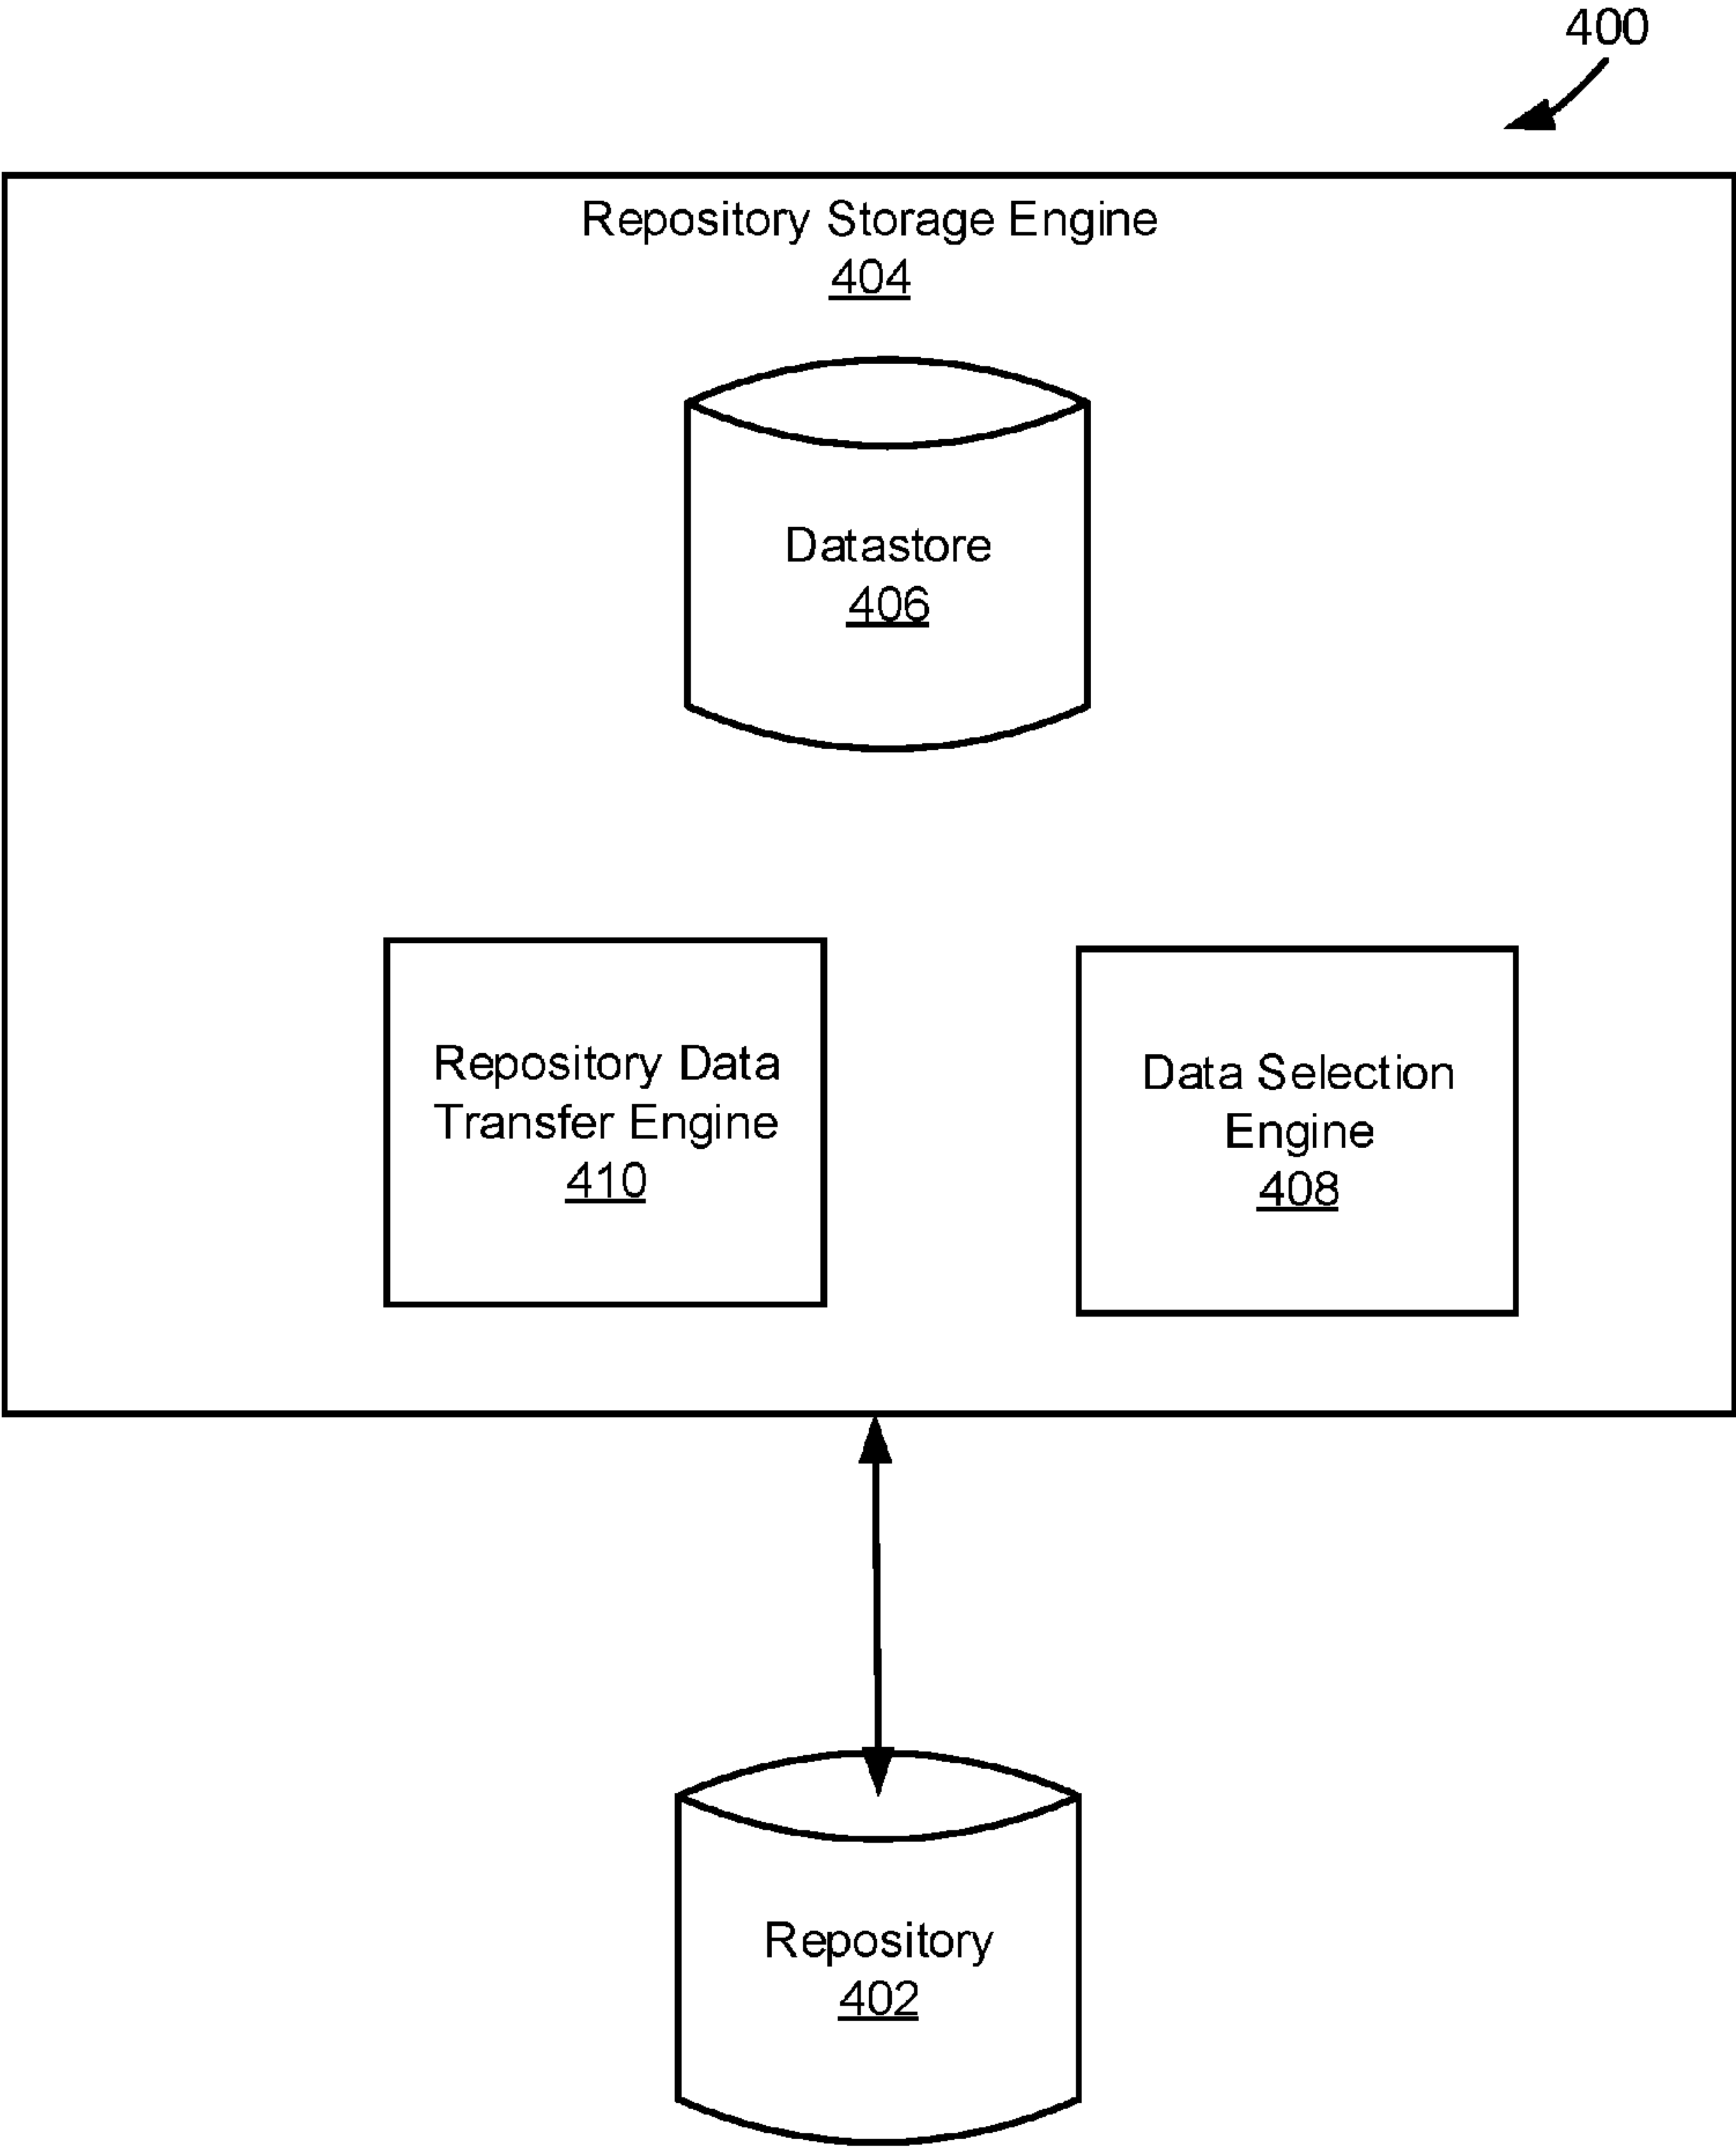 400
Repository Storage Engine
404
Datastore
406
Repository Data
Transfer Engine
410
Data Selection
Engine
408
Repository
402